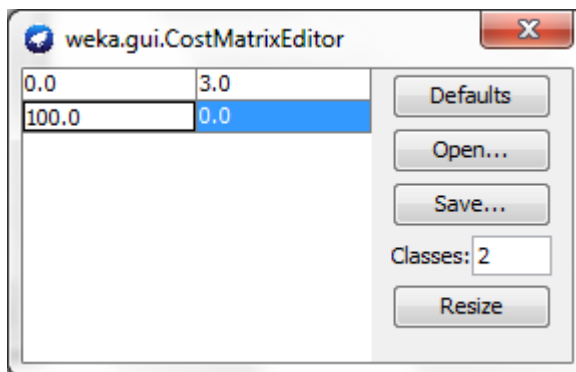 weka.gui.CostMatrixEditor
0.0 3.0
100.0 0.0
Defaults
Open...
Save...
Classes: 2
Resize